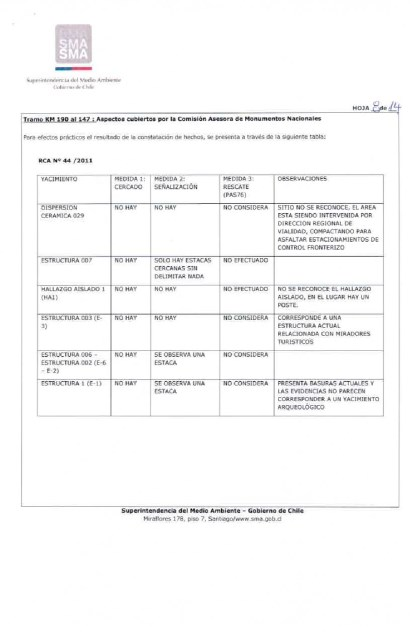 SMA
SMA
Superintendencia del Medio Ambiente
Gobierno de Chile
HOJA 8 de 14
Tramo KM 190 al 147 : Aspectos cubiertos por la Comisión Asesora de Monumentos Nacionales
Para efectos prácticos el resultado de la constatación de hechos, se presenta a través de la siguiente tabla:
RCA Nº 44 /2011
YACIMIENTO MEDIDA 1: CERCADO MEDIDA 2: SEÑALIZACIÓN MEDIDA 3: RESCATE (PAS76) OBSERVACIONES
DISPERSION CERAMICA 029 NO HAY NO HAY NO CONSIDERA SITIO NO SE RECONOCE, EL AREA ESTA SIENDO INTERVENIDA POR DIRECCION REGIONAL DE VIALIDAD, COMPACTANDO PARA ASFALTAR ESTACIONAMIENTOS DE CONTROL FRONTERIZO
ESTRUCTURA 007 NO HAY SOLO HAY ESTACAS CERCANAS SIN DELIMITAR NADA NO EFECTUADO
HALLAZGO AISLADO 1 (HA1) NO HAY NO HAY NO EFECTUADO NO SE RECONOCE EL HALLAZGO AISLADO, EN EL LUGAR HAY UN POSTE.
ESTRUCTURA 003 (E-3) NO HAY NO HAY NO CONSIDERA CORRESPONDE A UNA ESTRUCTURA ACTUAL RELACIONADA CON MIRADORES TURISTICOS
ESTRUCTURA 006 – ESTRUCTURA 002 (E-6 – E-2) NO HAY SE OBSERVA UNA ESTACA NO CONSIDERA
ESTRUCTURA 1 (E-1) NO HAY SE OBSERVA UNA ESTACA NO CONSIDERA PRESENTA BASURAS ACTUALES Y LAS EVIDENCIAS NO PARECEN CORRESPONDER A UN YACIMIENTO ARQUEOLÓGICO
Superintendencia del Medio Ambiente – Gobierno de Chile
Miraflores 178, piso 7, Santiago/www.sma.gob.cl